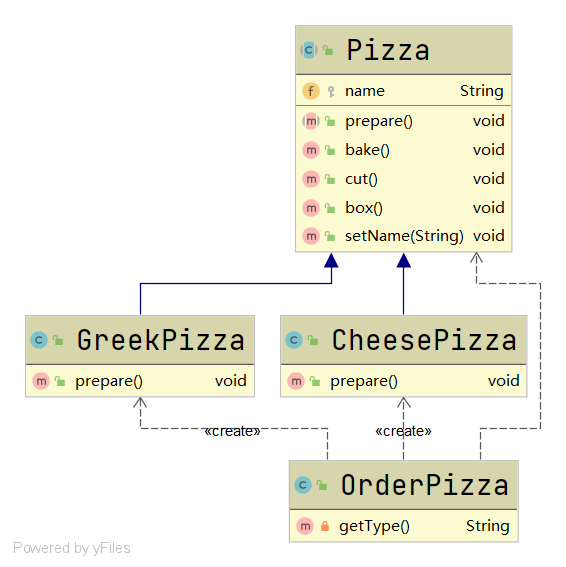 Pizza
name String
prepare() void
bake() void
cut() void
box() void
setName(String) void
GreekPizza
prepare() void
CheesePizza
prepare() void
«create»
«create»
OrderPizza
getType() String
Powered by yFiles